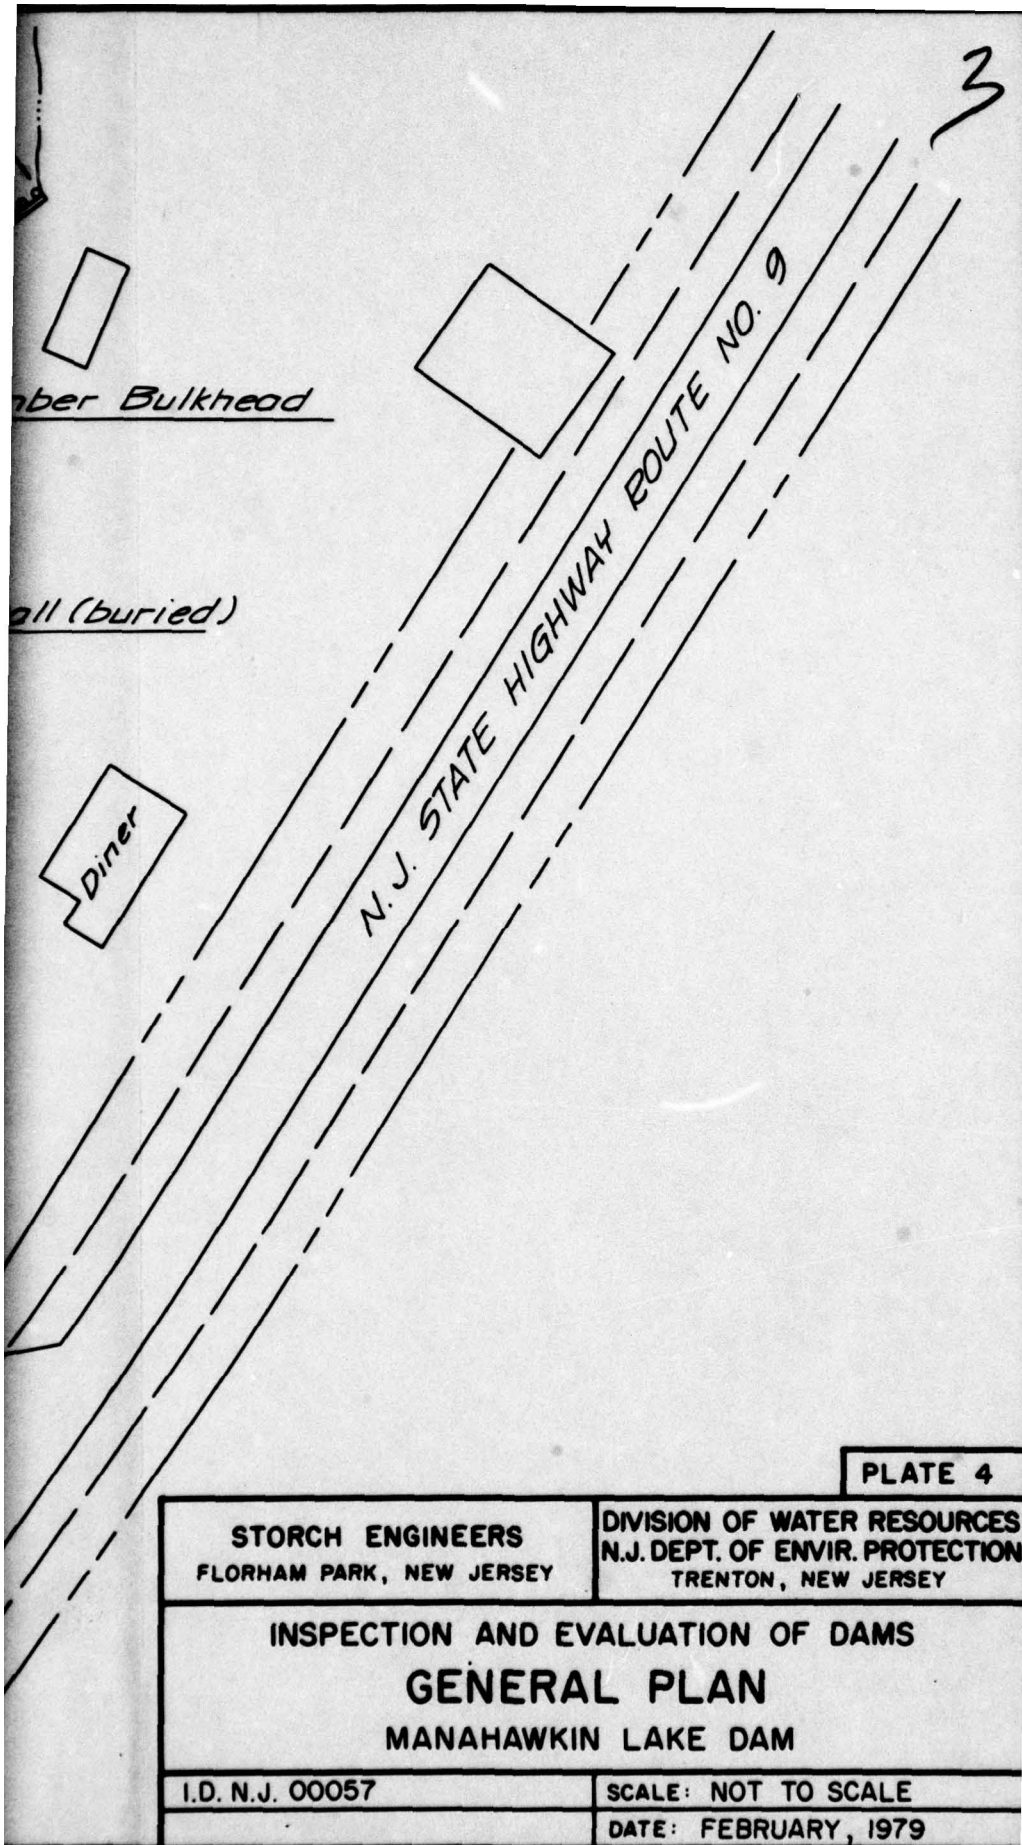 3
Bulkhead
(buried)
Diner
N.J. STATE HIGHWAY ROUTE NO. 9
PLATE 4
STORCH ENGINEERS
FLORHAM PARK, NEW JERSEY
DIVISION OF WATER RESOURCES
N.J. DEPT. OF ENVIR. PROTECTION
TRENTON, NEW JERSEY
INSPECTION AND EVALUATION OF DAMS
GENERAL PLAN
MANAHAWKIN LAKE DAM
I.D. N.J. 00057
SCALE: NOT TO SCALE
DATE: FEBRUARY, 1979